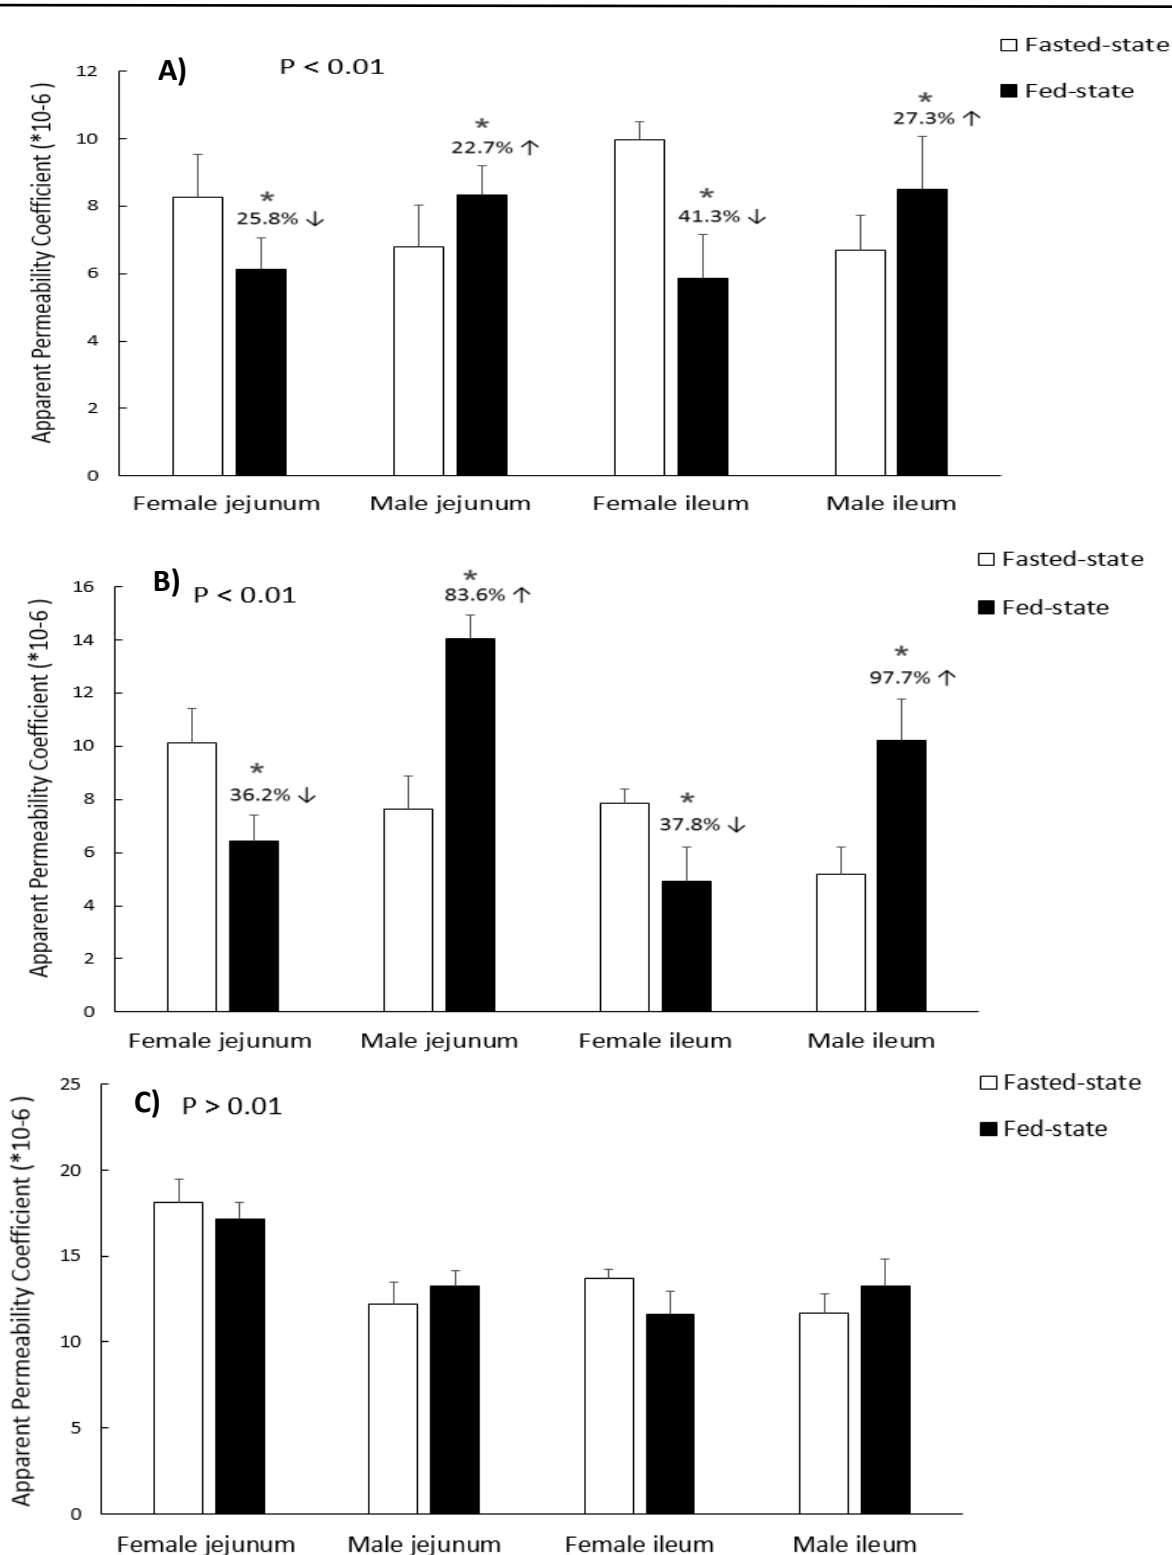 Fasted-state
Fed-state
A)
P < 0.01
Apparent Permeability Coefficient (*10-6 )
12
10
8
6
4
2
0
*
25.8% ↓
*
22.7% ↑
*
41.3% ↓
*
27.3% ↑
Female jejunum
Male jejunum
Female ileum
Male ileum
Fasted-state
Fed-state
B)
P < 0.01
Apparent Permeability Coefficient (*10-6 )
16
14
12
10
8
6
4
2
0
*
36.2% ↓
*
83.6% ↑
*
37.8% ↓
*
97.7% ↑
Female jejunum
Male jejunum
Female ileum
Male ileum
Fasted-state
Fed-state
C)
P > 0.01
Apparent Permeability Coefficient (*10-6 )
25
20
15
10
5
0
Female jejunum
Male jejunum
Female ileum
Male ileum